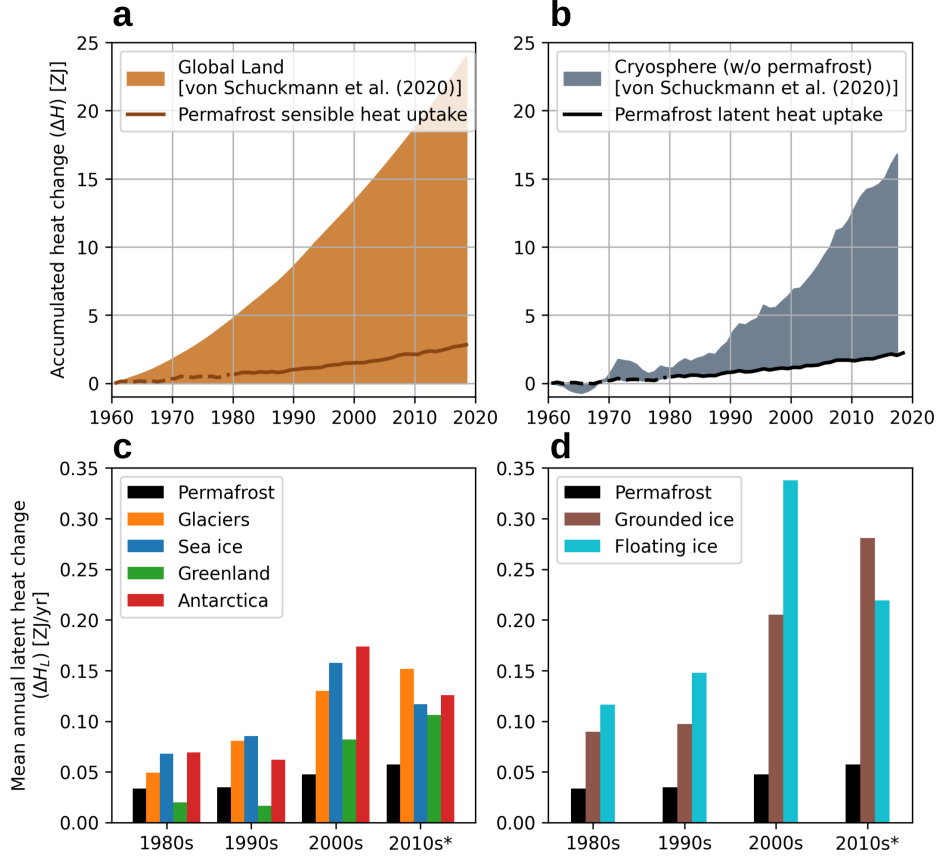 a
Accumulated heat change (ΔH) [ZJ]
25
20
15
10
5
0
Global Land
[von Schuckmann et al. (2020)]
Permafrost sensible heat uptake
1960 1970 1980 1990 2000 2010 2020
b
25
20
15
10
5
0
Cryosphere (w/o permafrost)
[von Schuckmann et al. (2020)]
Permafrost latent heat uptake
1960 1970 1980 1990 2000 2010 2020
c
Mean annual latent heat change
(ΔH_L) [ZJ/yr]
0.35
0.30
0.25
0.20
0.15
0.10
0.05
0.00
Permafrost
Glaciers
Sea ice
Greenland
Antarctica
1980s 1990s 2000s 2010s*
d
0.35
0.30
0.25
0.20
0.15
0.10
0.05
0.00
Permafrost
Grounded ice
Floating ice
1980s 1990s 2000s 2010s*